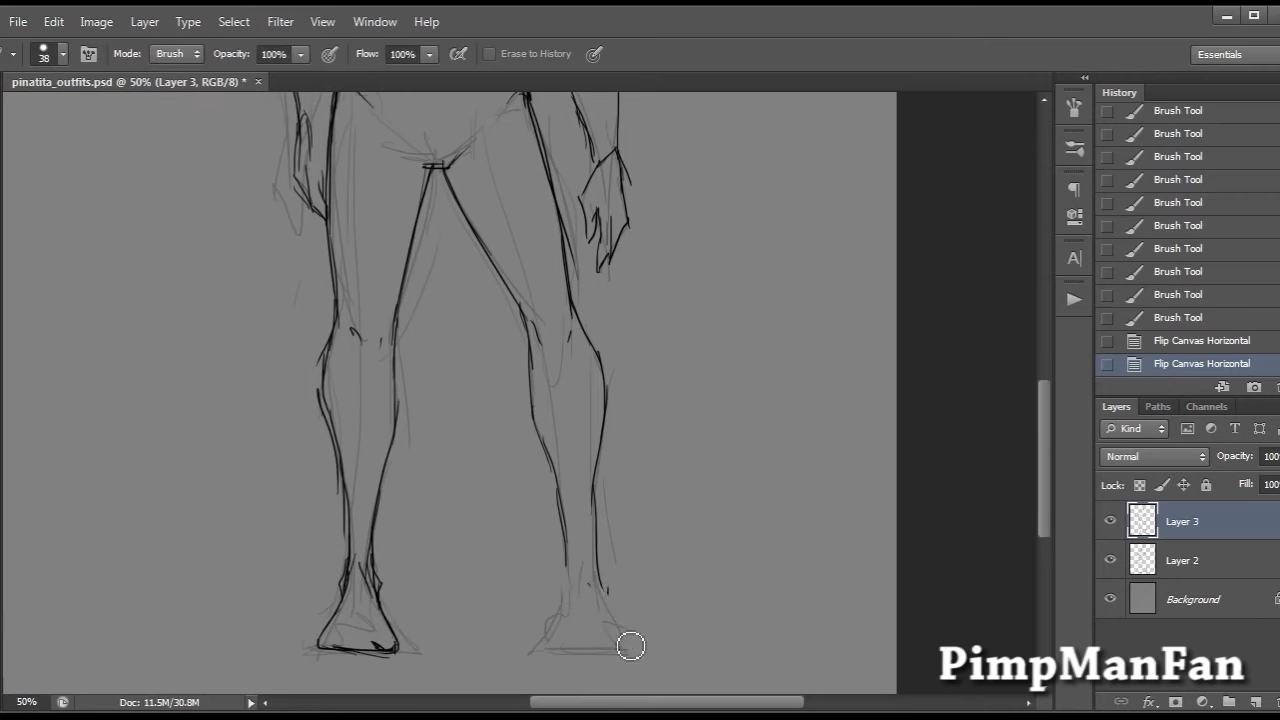 File Edit Image Layer Type Select Filter View Window Help
38 Mode: Brush Opacity: 100% Flow: 100% Erase to History Essentials
pinatita_outfits.psd @ 50% (Layer 3, RGB/8) * ×
History
Brush Tool
Brush Tool
Brush Tool
Brush Tool
Brush Tool
Brush Tool
Brush Tool
Brush Tool
Brush Tool
Brush Tool
Flip Canvas Horizontal
Flip Canvas Horizontal
Layers Paths Channels
Kind
Normal Opacity: 100
Lock: Fill: 100
Layer 3
Layer 2
Background
PimpManFan
50% Doc: 11.5M/30.8M